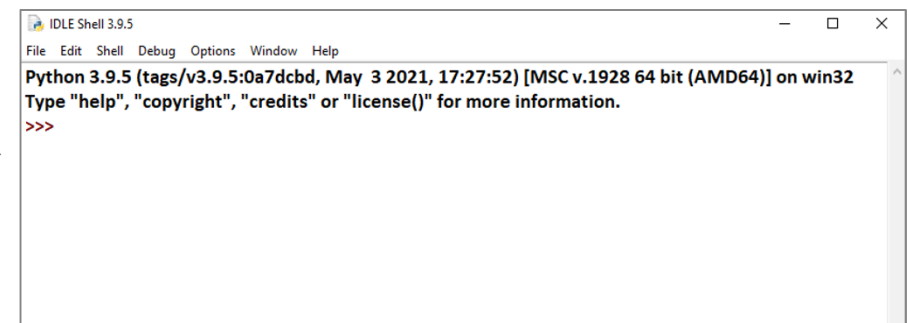 IDLE Shell 3.9.5
File Edit Shell Debug Options Window Help
Python 3.9.5 (tags/v3.9.5:0a7dcbd, May  3 2021, 17:27:52) [MSC v.1928 64 bit (AMD64)] on win32
Type "help", "copyright", "credits" or "license()" for more information.
>>>